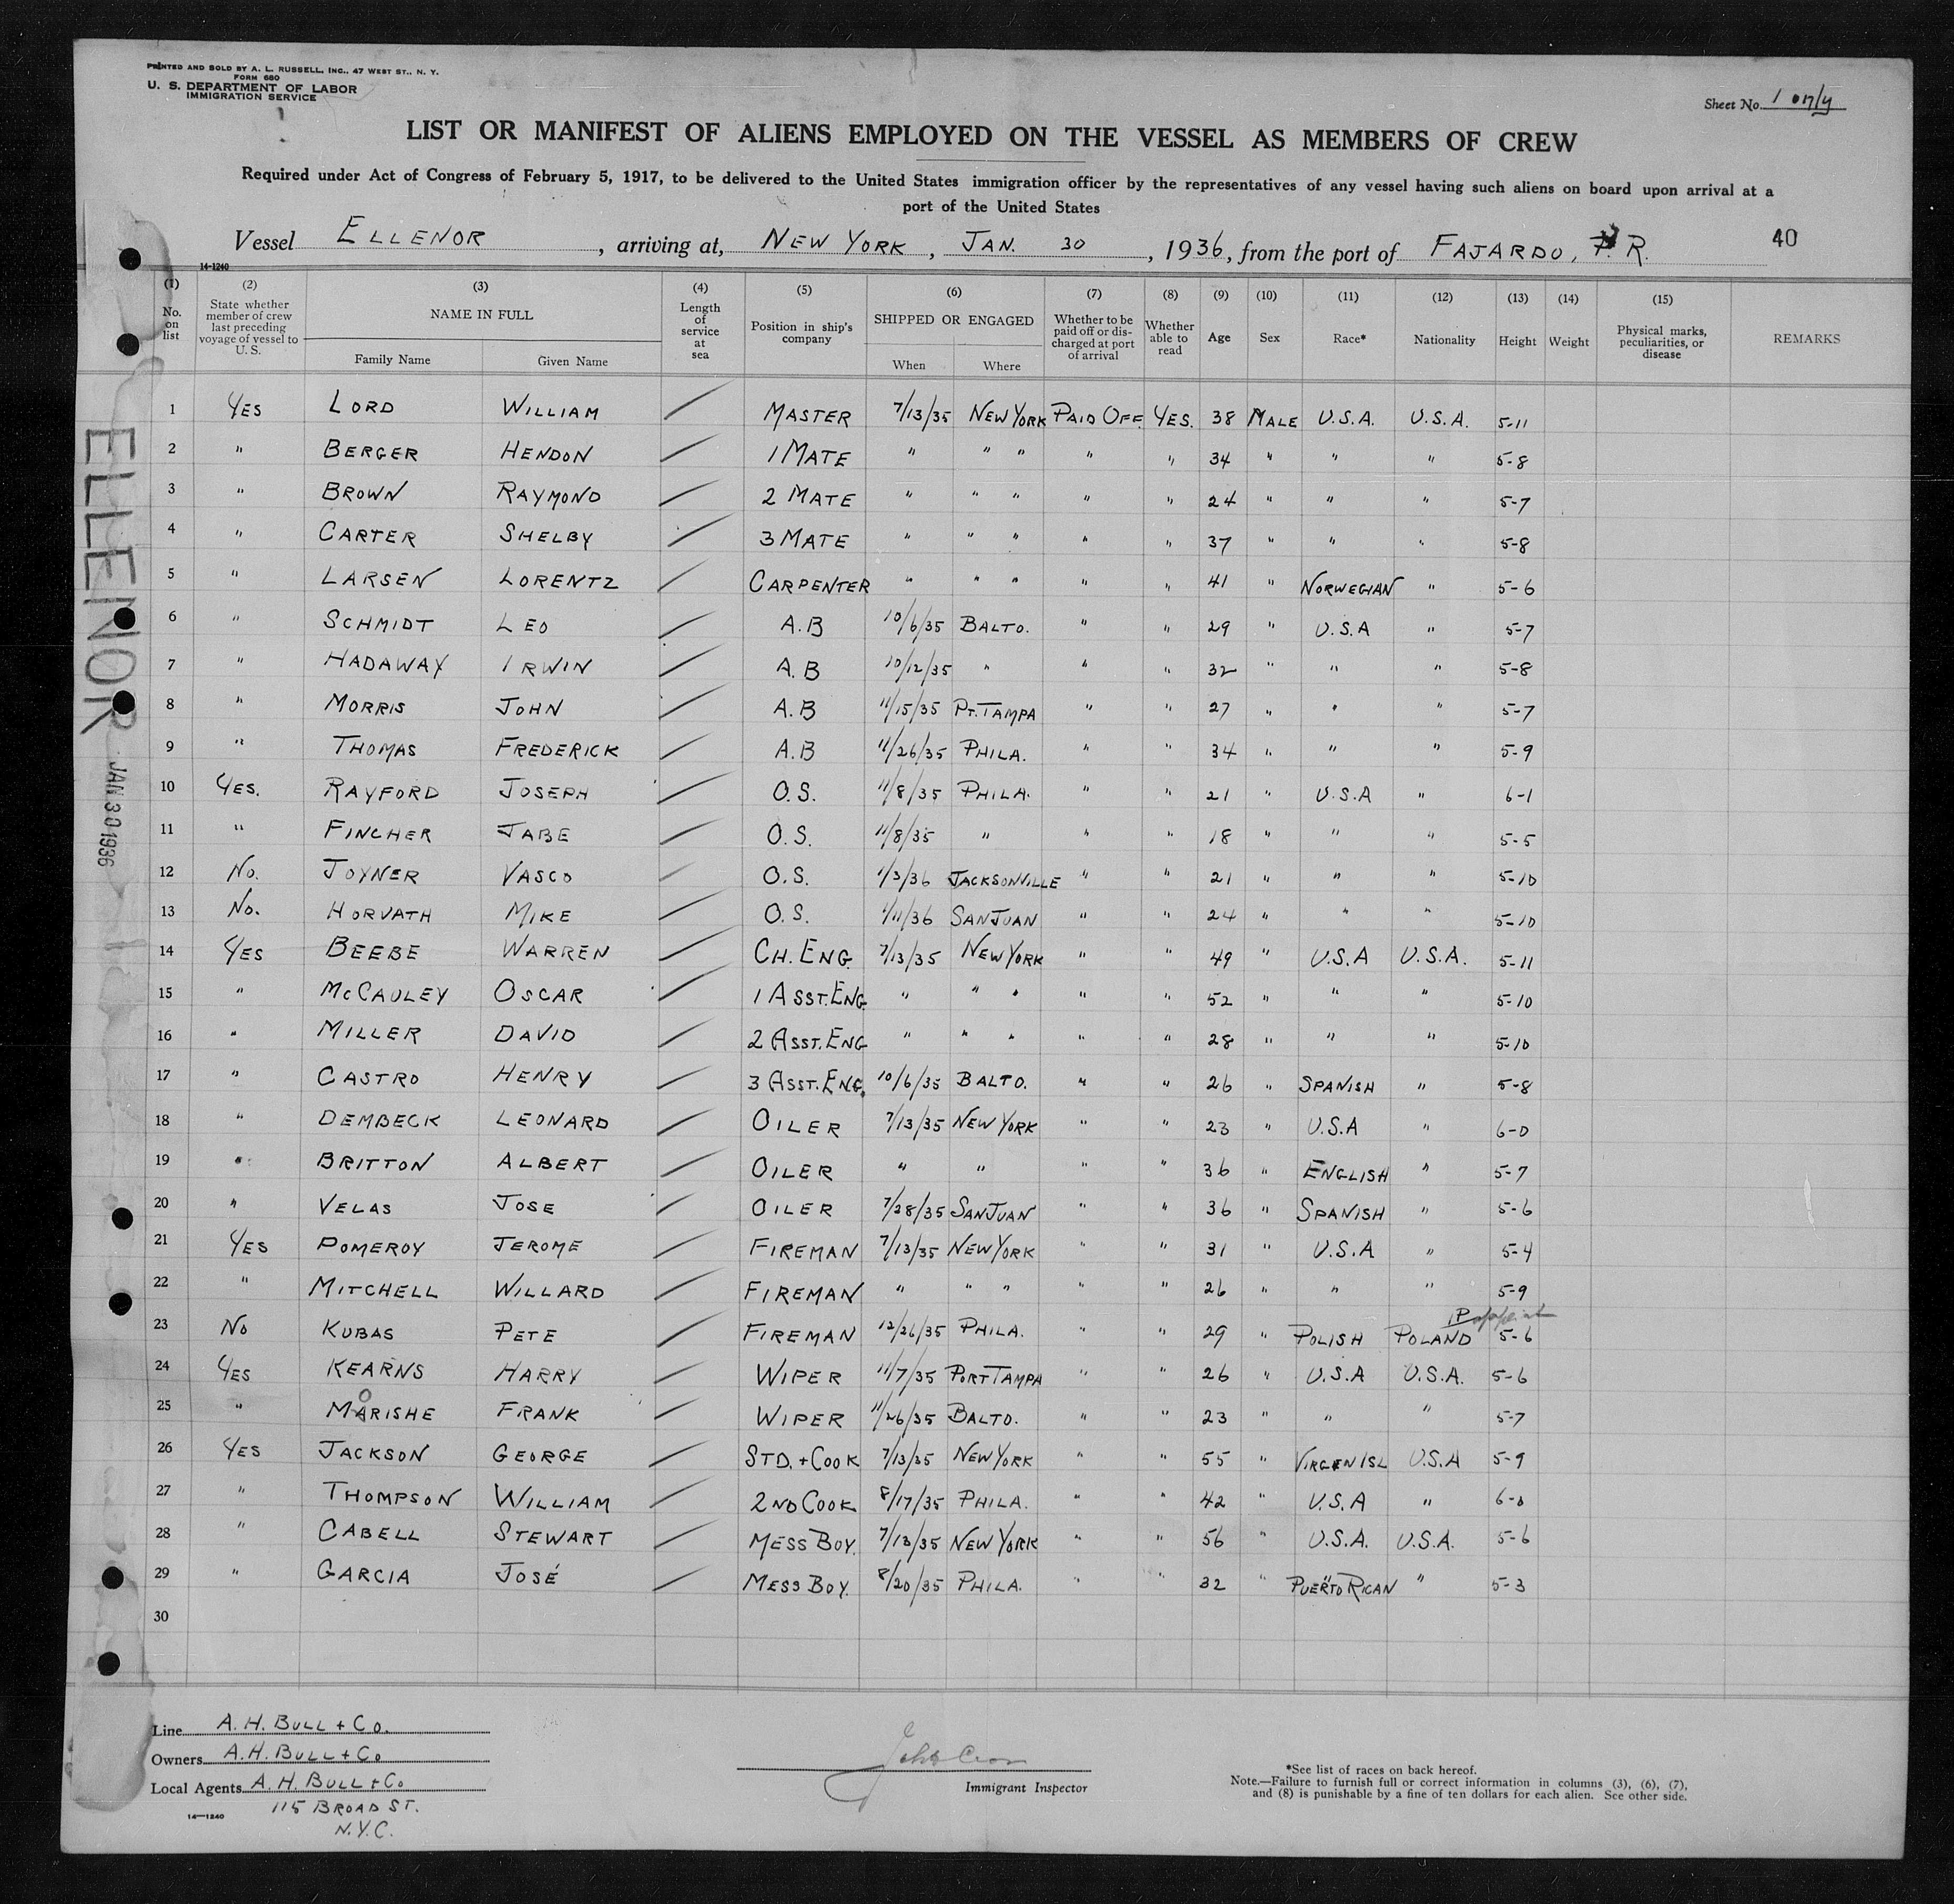 PRINTED AND SOLD BY A. L. RUSSELL, INC., 47 WEST ST., N. Y.
FORM 680
U. S. DEPARTMENT OF LABOR
IMMIGRATION SERVICE
Sheet No. 1 only
LIST OR MANIFEST OF ALIENS EMPLOYED ON THE VESSEL AS MEMBERS OF CREW
Required under Act of Congress of February 5, 1917, to be delivered to the United States immigration officer by the representatives of any vessel having such aliens on board upon arrival at a
port of the United States
Vessel ELLENOR, arriving at, NEW YORK, JAN. 30, 1936, from the port of FAJARDO, P. R. 40
14-1240
(1) No. on list (2) State whether member of crew last preceding voyage of vessel to U. S. (3) NAME IN FULL Family Name Given Name (4) Length of service at sea (5) Position in ship's company (6) SHIPPED OR ENGAGED When Where (7) Whether to be paid off or discharged at port of arrival (8) Whether able to read (9) Age (10) Sex (11) Race* (12) Nationality (13) Height (14) Weight (15) Physical marks, peculiarities, or disease REMARKS
1 YES LORD WILLIAM MASTER 7/13/35 NEW YORK PAID OFF. YES. 38 MALE U.S.A. U.S.A. 5-11
2 " BERGER HENDON 1 MATE " " " " " 34 " " " 5-8
3 " BROWN RAYMOND 2 MATE " " " " " 24 " " " 5-7
4 " CARTER SHELBY 3 MATE " " " " " 37 " " " 5-8
5 " LARSEN LORENTZ CARPENTER " " " " " 41 " NORWEGIAN " 5-6
6 " SCHMIDT LEO A.B 10/6/35 BALTO. " " 29 " U.S.A " 5-7
7 " HADAWAY IRWIN A.B 10/12/35 " " " 32 " " " 5-8
8 " MORRIS JOHN A.B 11/15/35 PT. TAMPA " " 27 " " " 5-7
9 " THOMAS FREDERICK A.B 11/26/35 PHILA. " " 34 " " " 5-9
10 YES. RAYFORD JOSEPH O.S. 11/8/35 PHILA. " " 21 " U.S.A " 6-1
11 " FINCHER JABE O.S. 11/8/35 " " " 18 " " " 5-5
12 NO. JOYNER VASCO O.S. 1/3/36 JACKSONVILLE " " 21 " " " 5-10
13 NO. HORVATH MIKE O.S. 1/11/36 SAN JUAN " " 24 " " " 5-10
14 YES BEEBE WARREN CH. ENG. 7/13/35 NEW YORK " " 49 " U.S.A U.S.A. 5-11
15 " MCCAULEY OSCAR 1 ASST. ENG. " " " " " 52 " " " 5-10
16 " MILLER DAVID 2 ASST. ENG " " " " " 28 " " " 5-10
17 " CASTRO HENRY 3 ASST. ENG. 10/6/35 BALTO. " " 26 " SPANISH " 5-8
18 " DEMBECK LEONARD OILER 7/13/35 NEW YORK " " 23 " U.S.A " 6-0
19 " BRITTON ALBERT OILER " " " " 36 " ENGLISH " 5-7
20 " VELAS JOSE OILER 7/28/35 SAN JUAN " " 36 " SPANISH " 5-6
21 YES POMEROY JEROME FIREMAN 7/13/35 NEW YORK " " 31 " U.S.A " 5-4
22 " MITCHELL WILLARD FIREMAN " " " " " 26 " " " 5-9
23 NO KUBAS PETE FIREMAN 12/26/35 PHILA. " " 29 " POLISH POLAND 5-6
24 YES KEARNS HARRY WIPER 11/7/35 PORT TAMPA " " 26 " U.S.A U.S.A. 5-6
25 " MORISHE FRANK WIPER 11/26/35 BALTO. " " 23 " " " 5-7
26 YES JACKSON GEORGE STD. + COOK 7/13/35 NEW YORK " " 55 " VIRGEN ISL U.S.A 5-9
27 " THOMPSON WILLIAM 2ND COOK 8/17/35 PHILA. " " 42 " U.S.A " 6-0
28 " CABELL STEWART MESS BOY. 7/13/35 NEW YORK " " 56 " U.S.A. U.S.A. 5-6
29 " GARCIA JOSÉ MESS BOY. 8/20/35 PHILA. " " 32 " PUERTO RICAN " 5-3
30
ELLENOR
JAN 30 1936
Line A. H. BULL + CO.
Owners A. H. BULL + CO
Local Agents A. H. BULL + CO
115 BROAD ST.
N.Y.C.
14-1240
Immigrant Inspector
*See list of races on back hereof.
Note.—Failure to furnish full or correct information in columns (3), (6), (7),
and (8) is punishable by a fine of ten dollars for each alien. See other side.